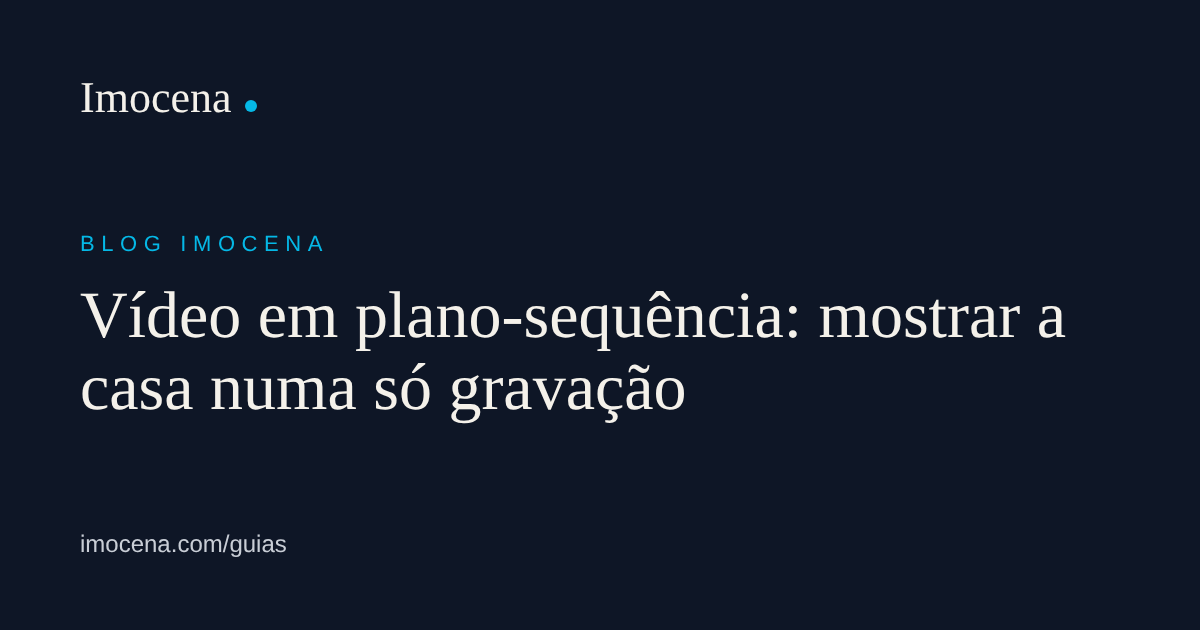 Imocena
BLOG IMOCENA
Vídeo em plano-sequência: mostrar a
casa numa só gravação
imocena.com/guias